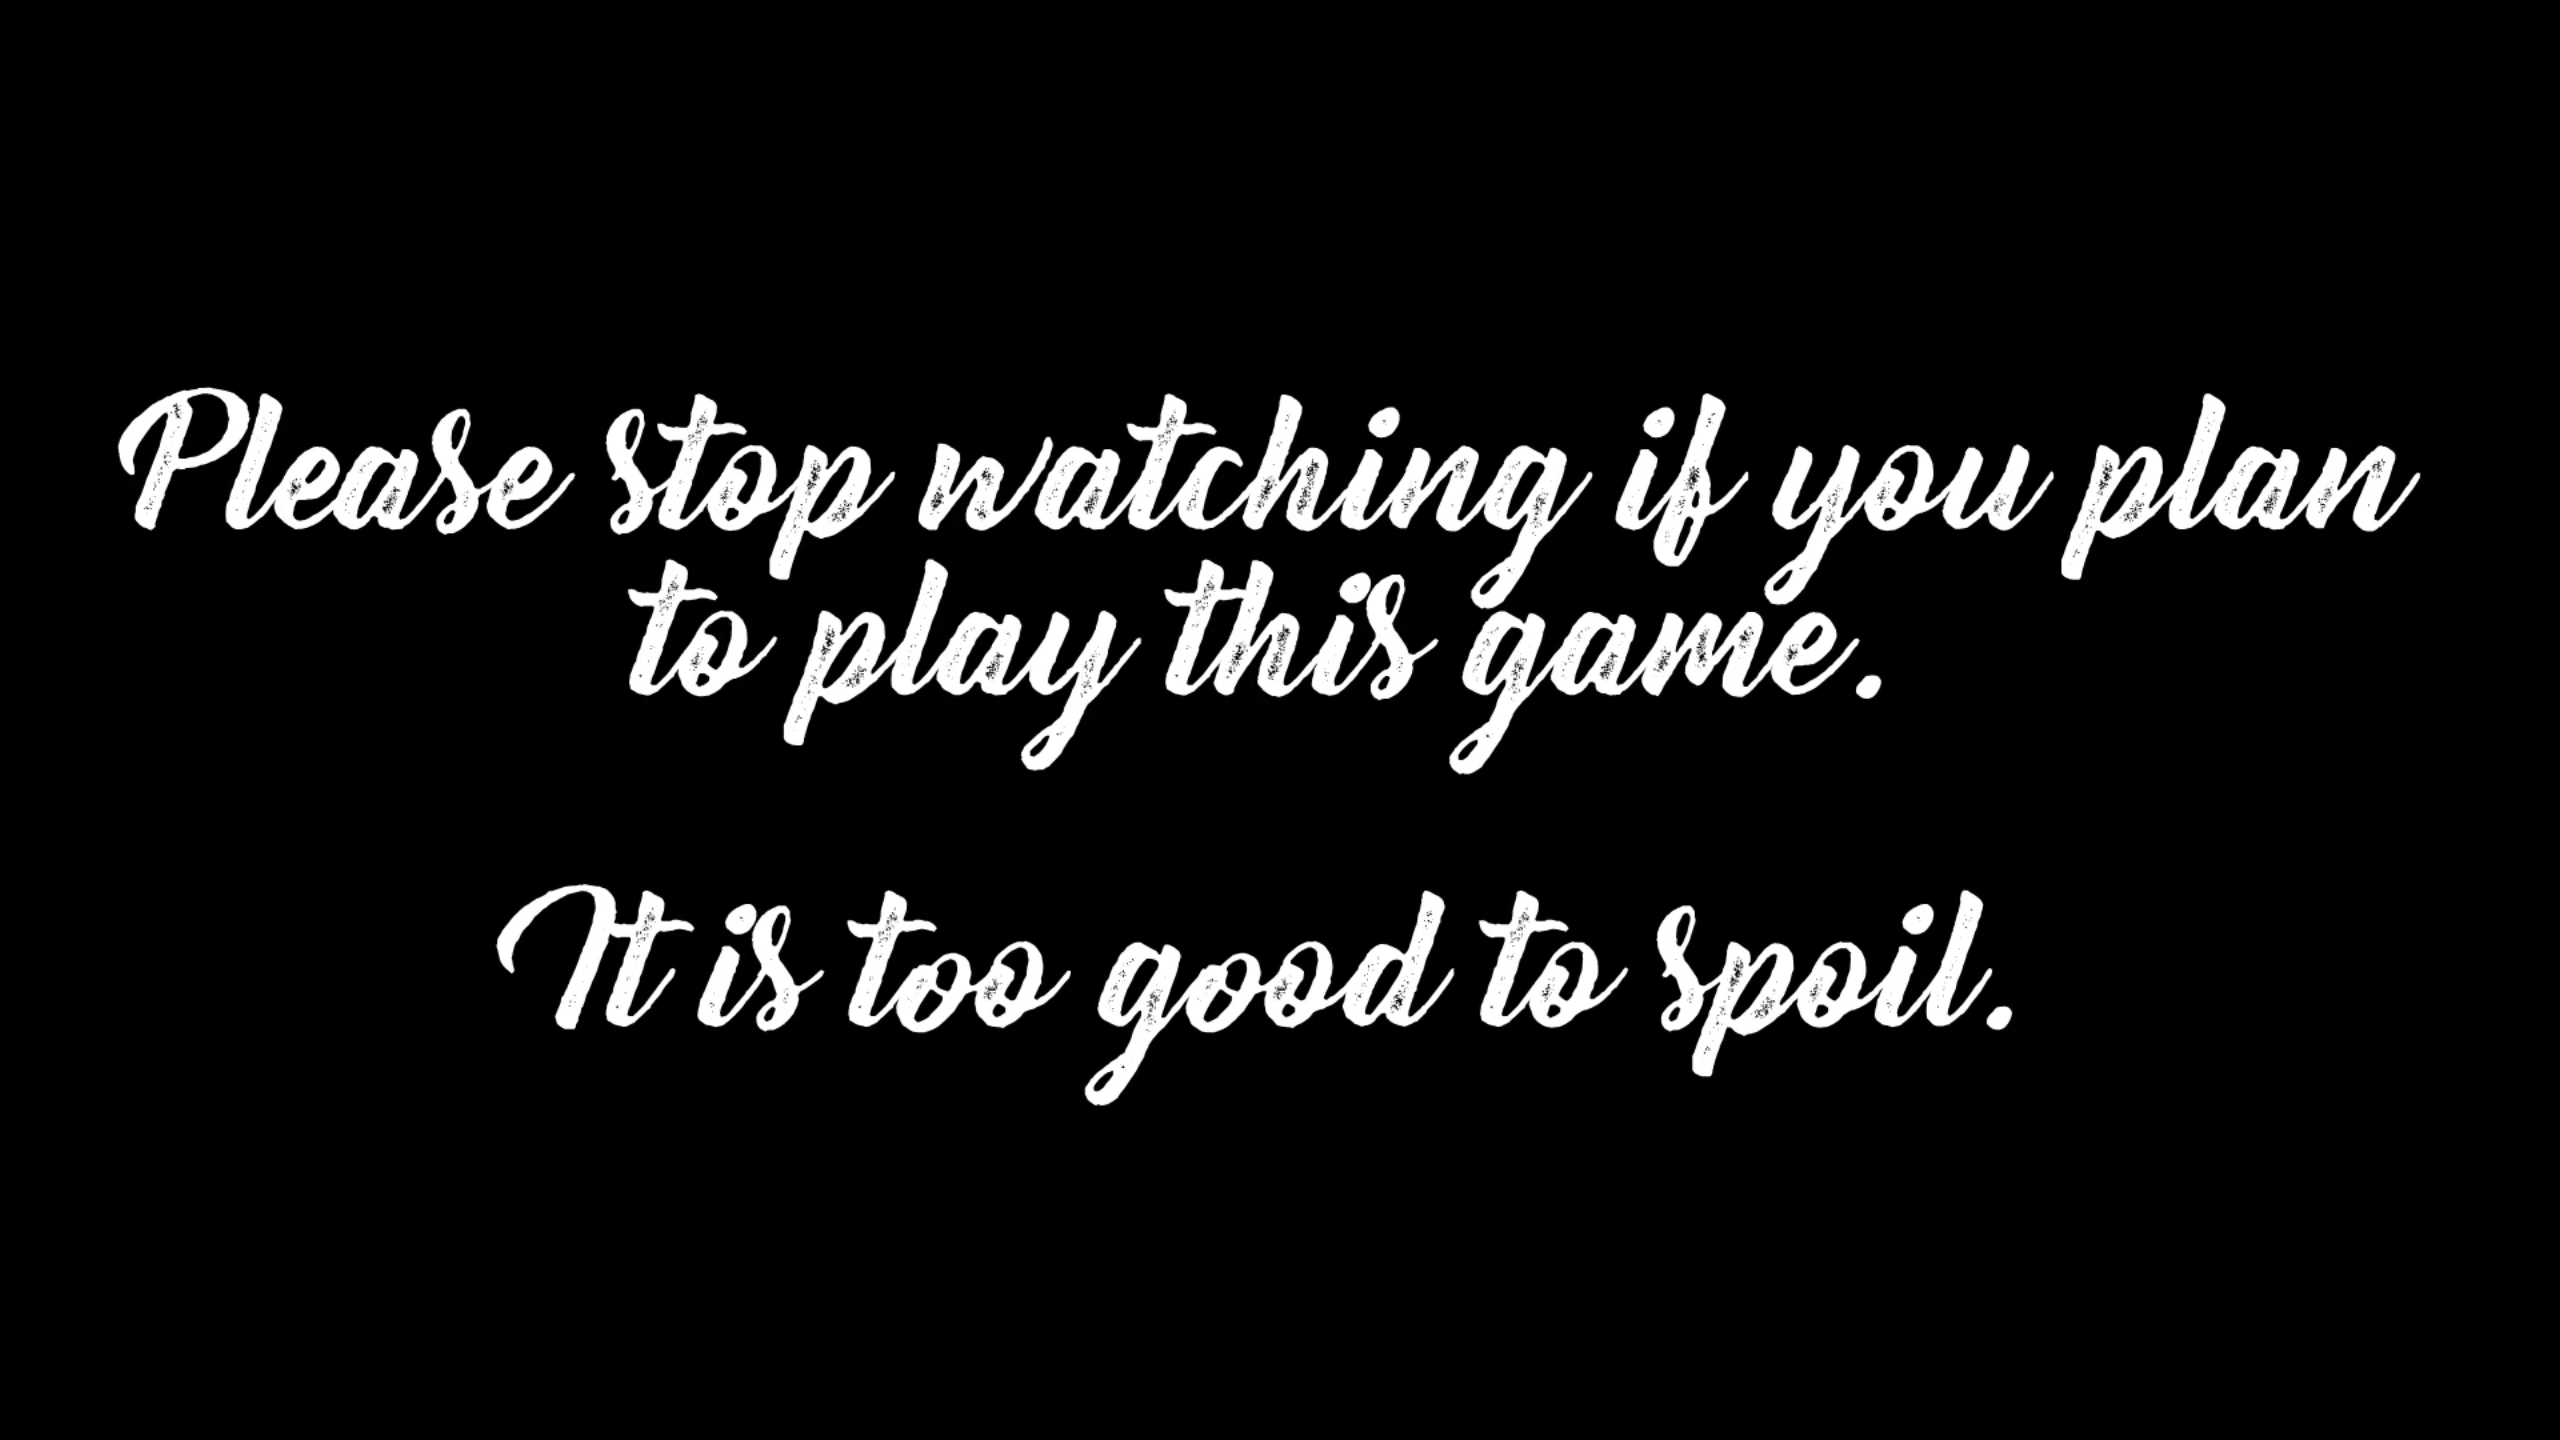 Please stop watching if you plan
to play this game.
It is too good to spoil.